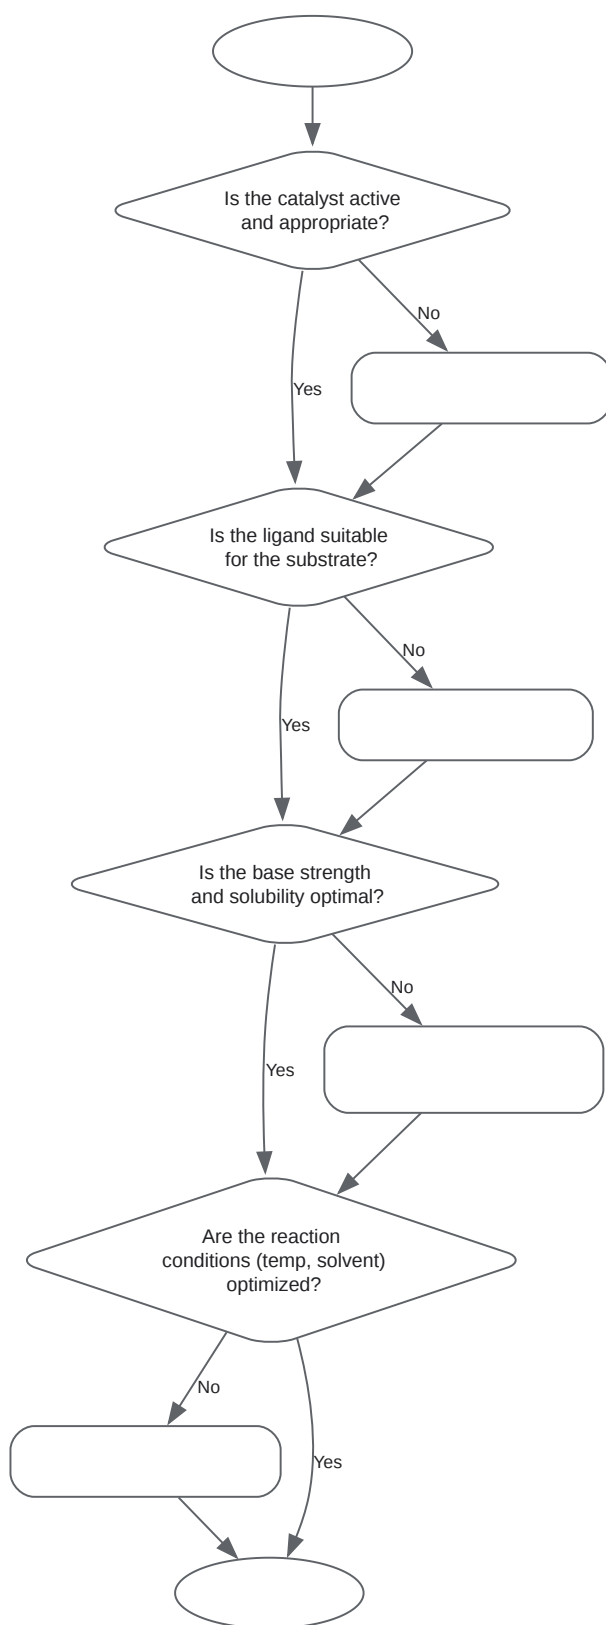 Is the catalyst active
and appropriate?
No
Yes
Is the ligand suitable
for the substrate?
No
Yes
Is the base strength
and solubility optimal?
No
Yes
Are the reaction
conditions (temp, solvent)
optimized?
No
Yes